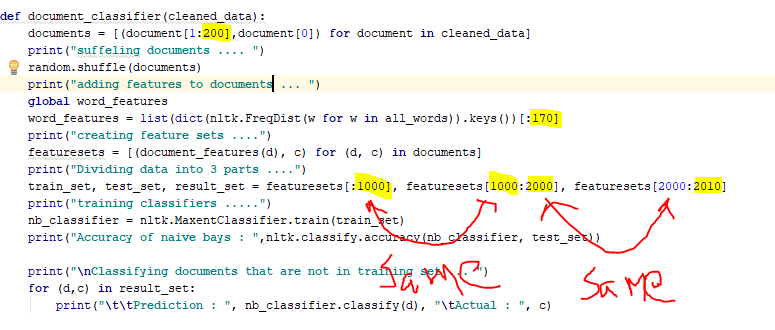 def document_classifier(cleaned_data):
    documents = [(document[1:200],document[0]) for document in cleaned_data]
    print("suffeling documents .... ")
    random.shuffle(documents)
    print("adding features to documents ... ")
    global word_features
    word_features = list(dict(nltk.FreqDist(w for w in all_words)).keys())[:170]
    print("creating feature sets ....")
    featuresets = [(document_features(d), c) for (d, c) in documents]
    print("Dividing data into 3 parts ....")
    train_set, test_set, result_set = featuresets[:1000], featuresets[1000:2000], featuresets[2000:2010]
    print("training classifiers .....")
    nb_classifier = nltk.MaxentClassifier.train(train_set)
    print("Accuracy of naive bays : ",nltk.classify.accuracy(nb_classifier, test_set))
SAMe SAMe
    print("\nClassifying documents that are not in training set ... ")
    for (d,c) in result_set:
        print("\t\tPrediction : ", nb_classifier.classify(d), "\tActual : ", c)